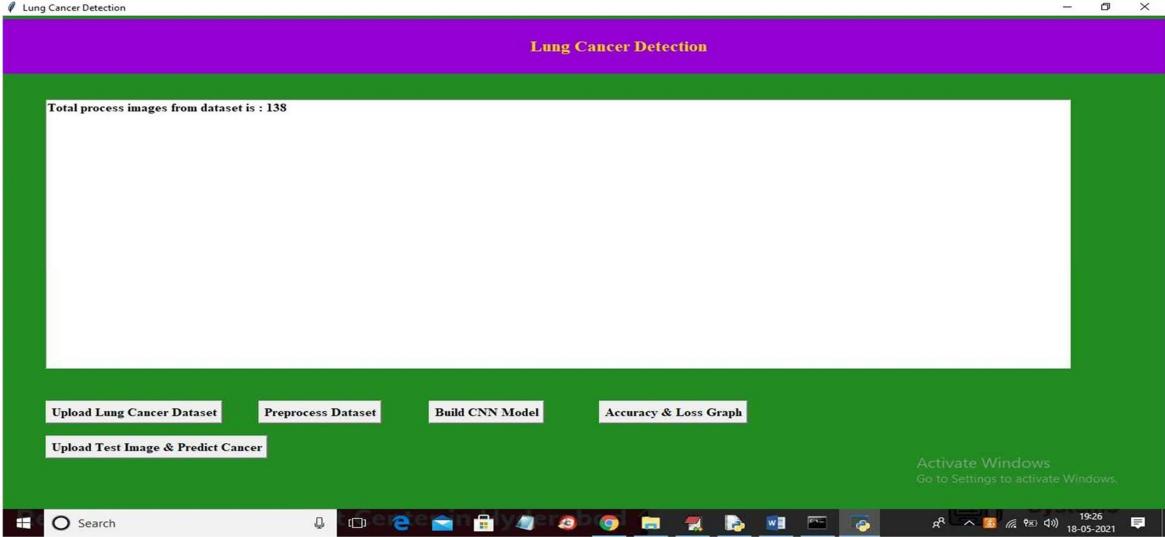 Lung Cancer Detection
Lung Cancer Detection
Total process images from dataset is : 138
Upload Lung Cancer Dataset
Preprocess Dataset
Build CNN Model
Accuracy & Loss Graph
Upload Test Image & Predict Cancer
Activate Windows
Go to Settings to activate Windows.
Search
19:26
18-05-2021